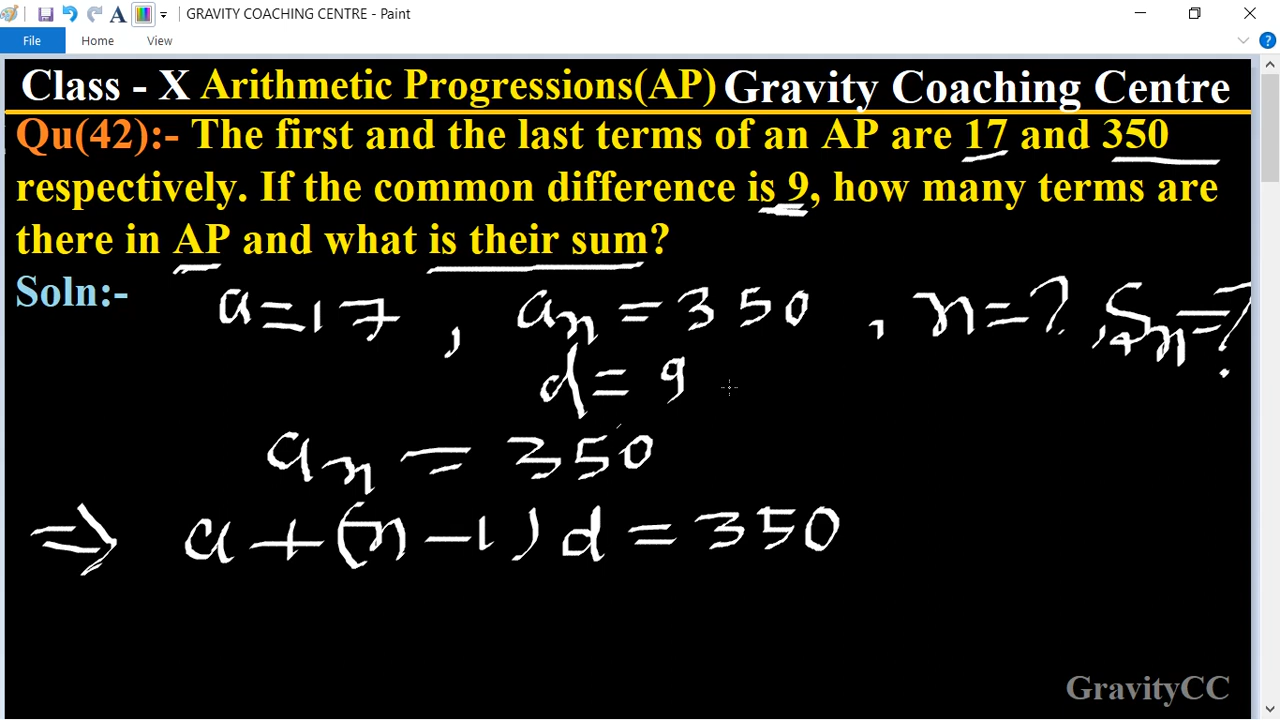 GRAVITY COACHING CENTRE - Paint
File Home View
Class - X Arithmetic Progressions(AP) Gravity Coaching Centre
Qu(42):- The first and the last terms of an AP are 17 and 350
respectively. If the common difference is 9, how many terms are
there in AP and what is their sum?
Soln:- a=17, an=350, n=?, Sn=?
d=9
an=350
⇒ a+(n-1)d=350
GravityCC